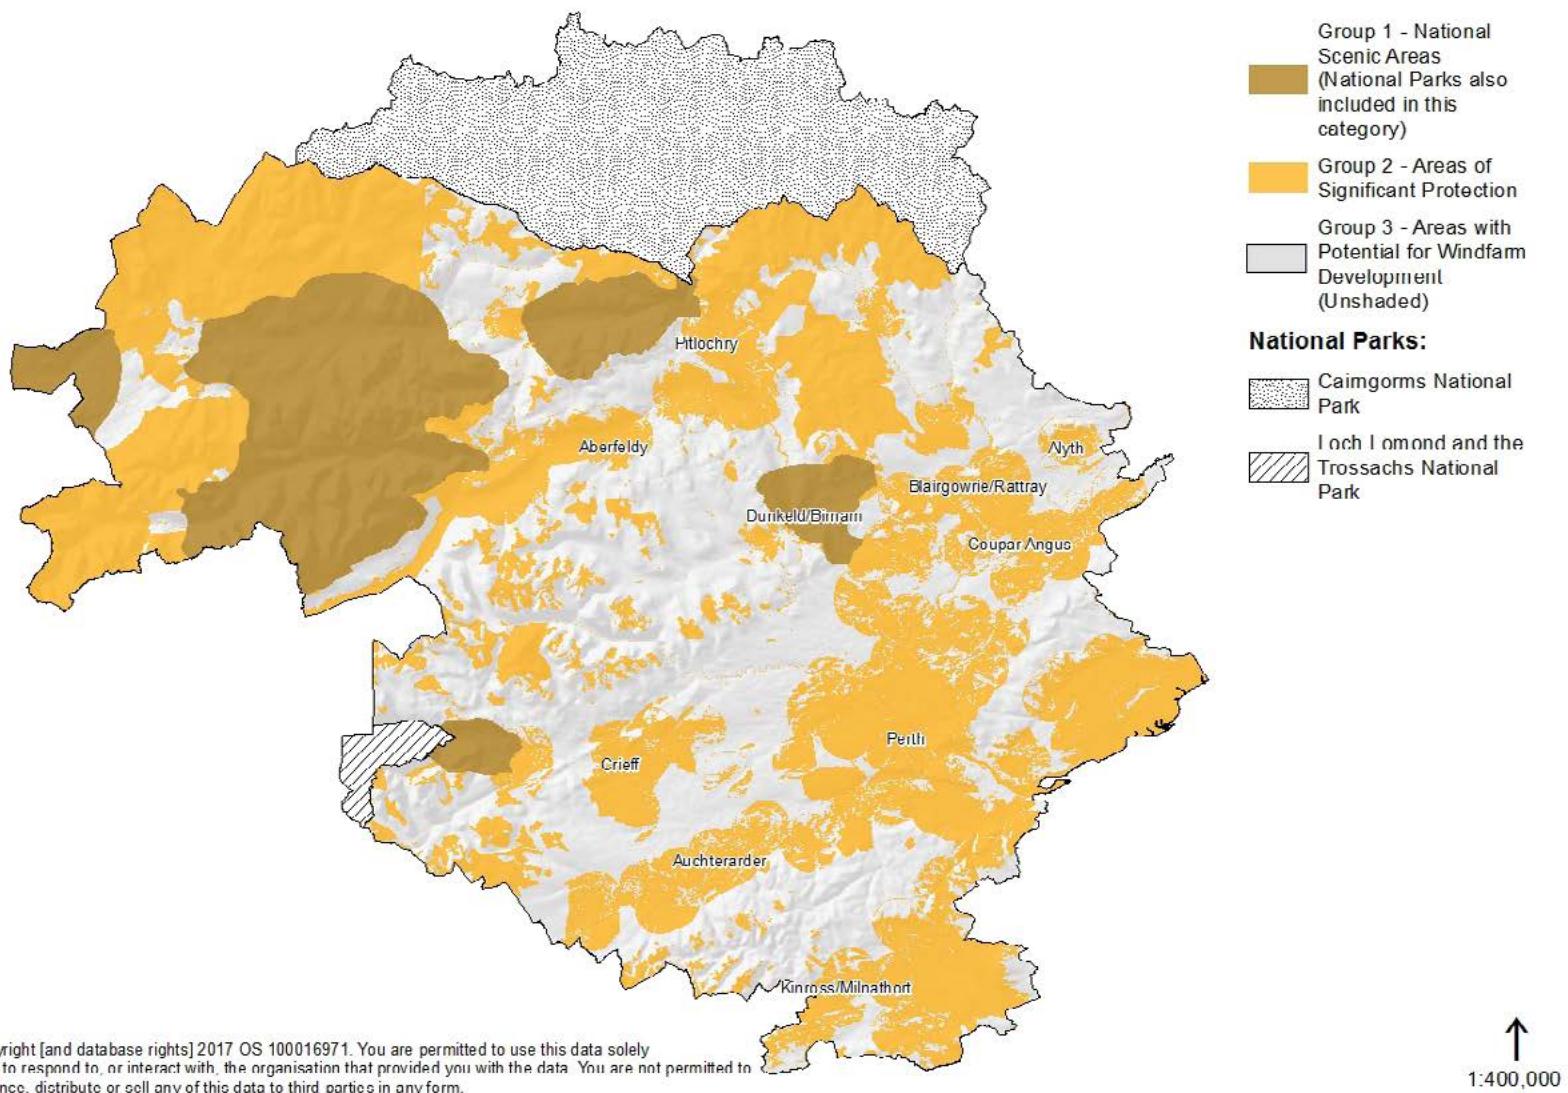 Group 1 - National
Scenic Areas
(National Parks also
included in this
category)
Group 2 - Areas of
Significant Protection
Group 3 - Areas with
Potential for Windfarm
Development
(Unshaded)
National Parks:
Cairngorms National
Park
Loch Lomond and the
Trossachs National
Park
Pitlochry
Aberfeldy
Alyth
Blairgowrie/Rattray
Dunkeld/Birnam
Coupar Angus
Perth
Crieff
Auchterarder
Kinross/Milnathort
yright [and database rights] 2017 OS 100016971. You are permitted to use this data solely
to respond to, or interact with, the organisation that provided you with the data. You are not permitted to
nce, distribute or sell any of this data to third parties in any form.
1:400,000